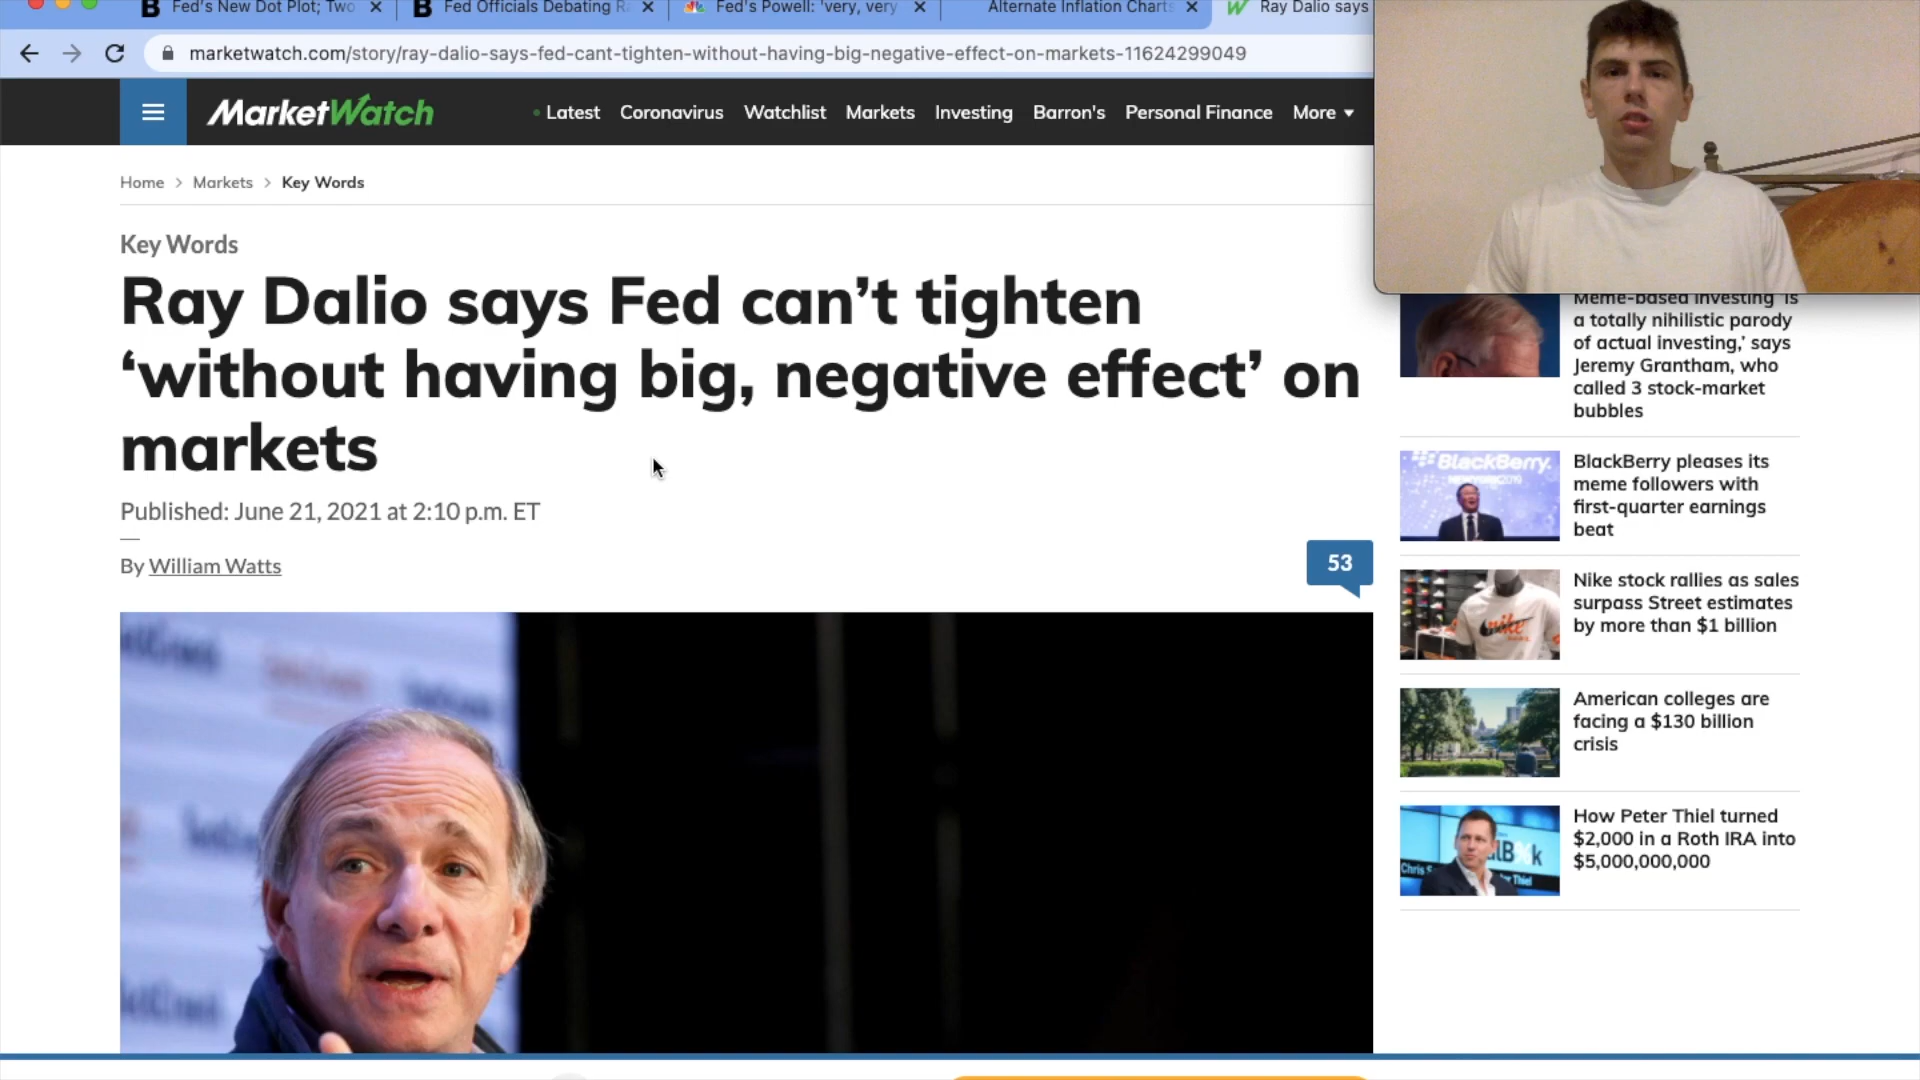 Fed's New Dot Plot; Two
Fed Officials Debating Ra
Fed's Powell: 'very, very
Alternate Inflation Charts
Ray Dalio says
marketwatch.com/story/ray-dalio-says-fed-cant-tighten-without-having-big-negative-effect-on-markets-11624299049
MarketWatch
Latest
Coronavirus
Watchlist
Markets
Investing
Barron's
Personal Finance
More
Home > Markets > Key Words
Key Words
Ray Dalio says Fed can’t tighten
‘without having big, negative effect’ on
markets
Published: June 21, 2021 at 2:10 p.m. ET
By William Watts
53
Meme-based investing ‘is
a totally nihilistic parody
of actual investing,’ says
Jeremy Grantham, who
called 3 stock-market
bubbles
BlackBerry.
BlackBerry pleases its
meme followers with
first-quarter earnings
beat
Nike stock rallies as sales
surpass Street estimates
by more than $1 billion
American colleges are
facing a $130 billion
crisis
How Peter Thiel turned
$2,000 in a Roth IRA into
$5,000,000,000